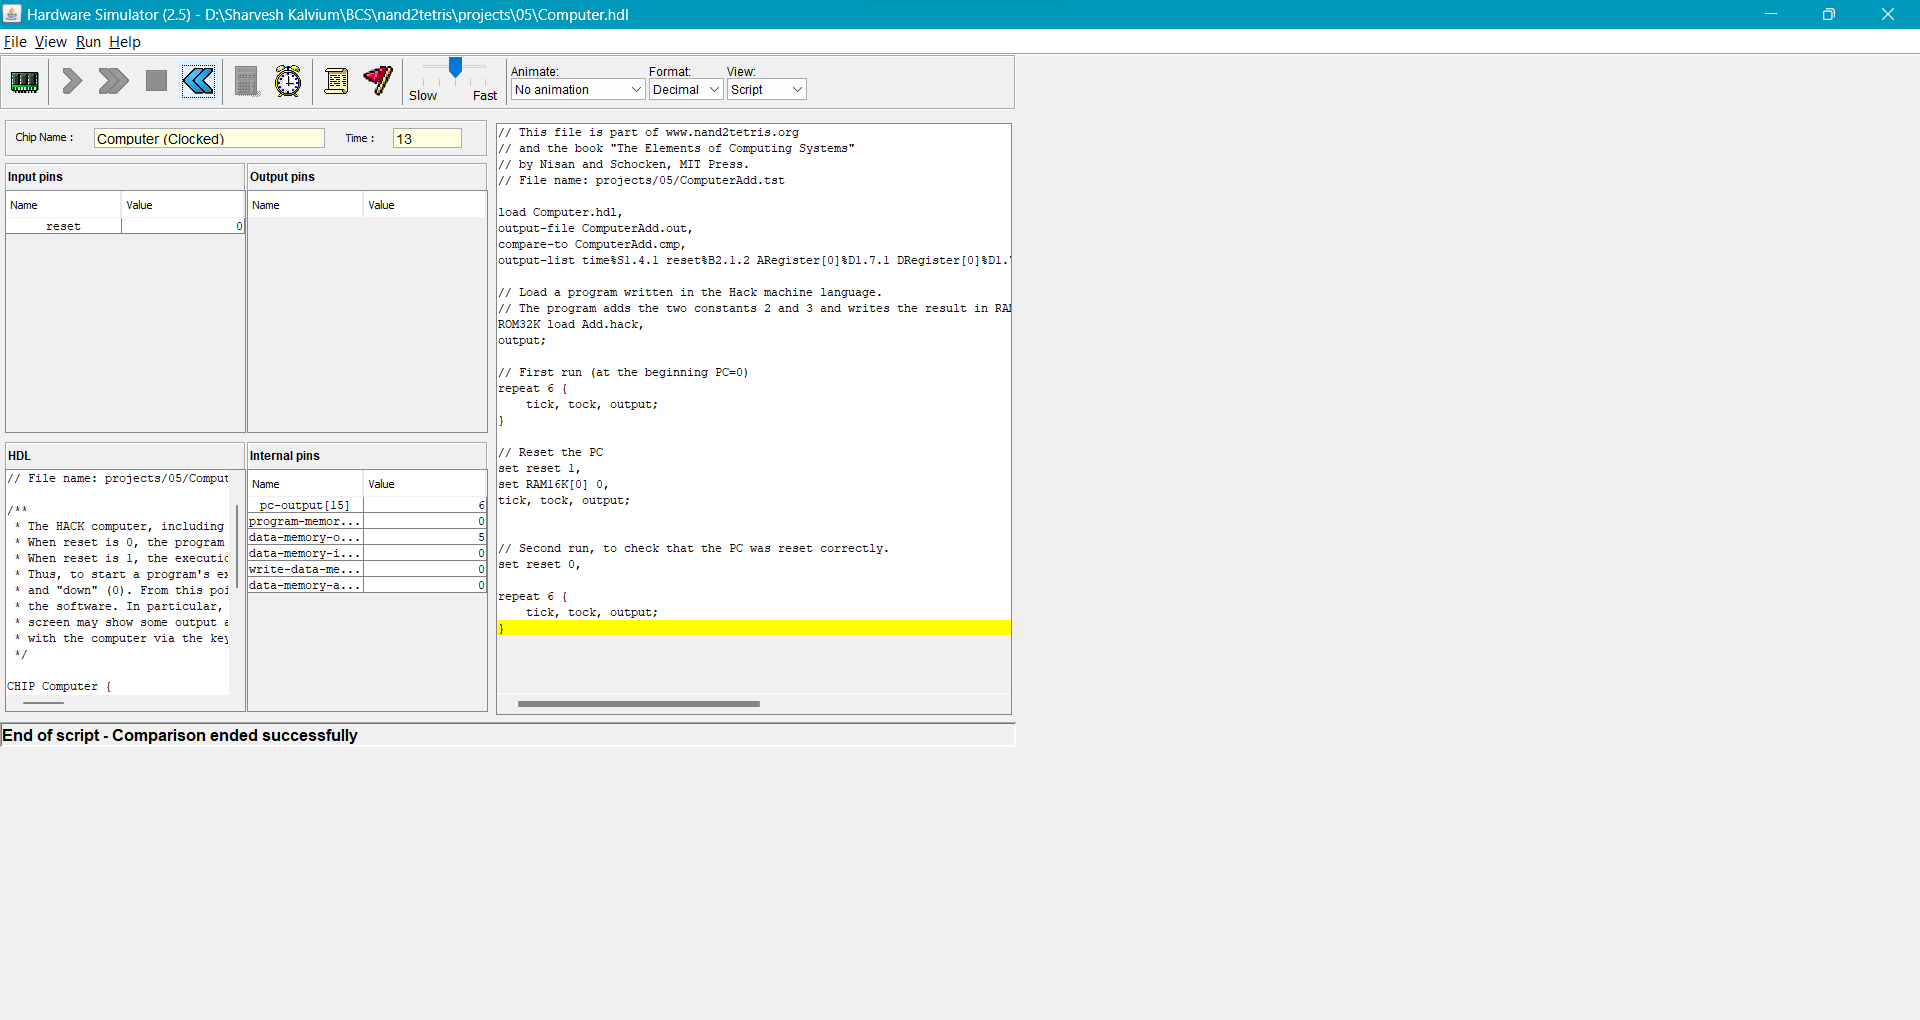 Hardware Simulator (2.5) - D:\Sharvesh Kalvium\BCS\nand2tetris\projects\05\Computer.hdl
File View Run Help
Slow Fast
Animate: Format: View:
No animation Decimal Script
Chip Name : Computer (Clocked) Time : 13
Input pins
Name Value
reset 0
Output pins
Name Value
HDL
// File name: projects/05/Comput
/**
* The HACK computer, including
* When reset is 0, the program
* When reset is 1, the executio
* Thus, to start a program's ex
* and "down" (0). From this poi
* the software. In particular,
* screen may show some output a
* with the computer via the key
*/
CHIP Computer {
Internal pins
Name Value
pc-output[15] 6
program-memor... 0
data-memory-o... 5
data-memory-i... 0
write-data-me... 0
data-memory-a... 0
// This file is part of www.nand2tetris.org
// and the book "The Elements of Computing Systems"
// by Nisan and Schocken, MIT Press.
// File name: projects/05/ComputerAdd.tst
load Computer.hdl,
output-file ComputerAdd.out,
compare-to ComputerAdd.cmp,
output-list time%S1.4.1 reset%B2.1.2 ARegister[0]%D1.7.1 DRegister[0]%D1.
// Load a program written in the Hack machine language.
// The program adds the two constants 2 and 3 and writes the result in RAM
ROM32K load Add.hack,
output;
// First run (at the beginning PC=0)
repeat 6 {
tick, tock, output;
}
// Reset the PC
set reset 1,
set RAM16K[0] 0,
tick, tock, output;
// Second run, to check that the PC was reset correctly.
set reset 0,
repeat 6 {
tick, tock, output;
}
End of script - Comparison ended successfully